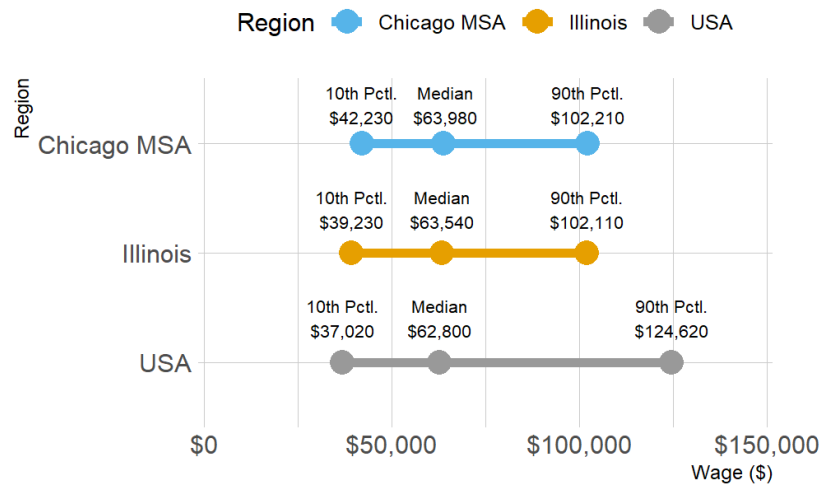 Region Chicago MSA Illinois USA
Region
10th Pctl. Median 90th Pctl.
$42,230 $63,980 $102,210
Chicago MSA
10th Pctl. Median 90th Pctl.
$39,230 $63,540 $102,110
Illinois
10th Pctl. Median 90th Pctl.
$37,020 $62,800 $124,620
USA
$0 $50,000 $100,000 $150,000
Wage ($)